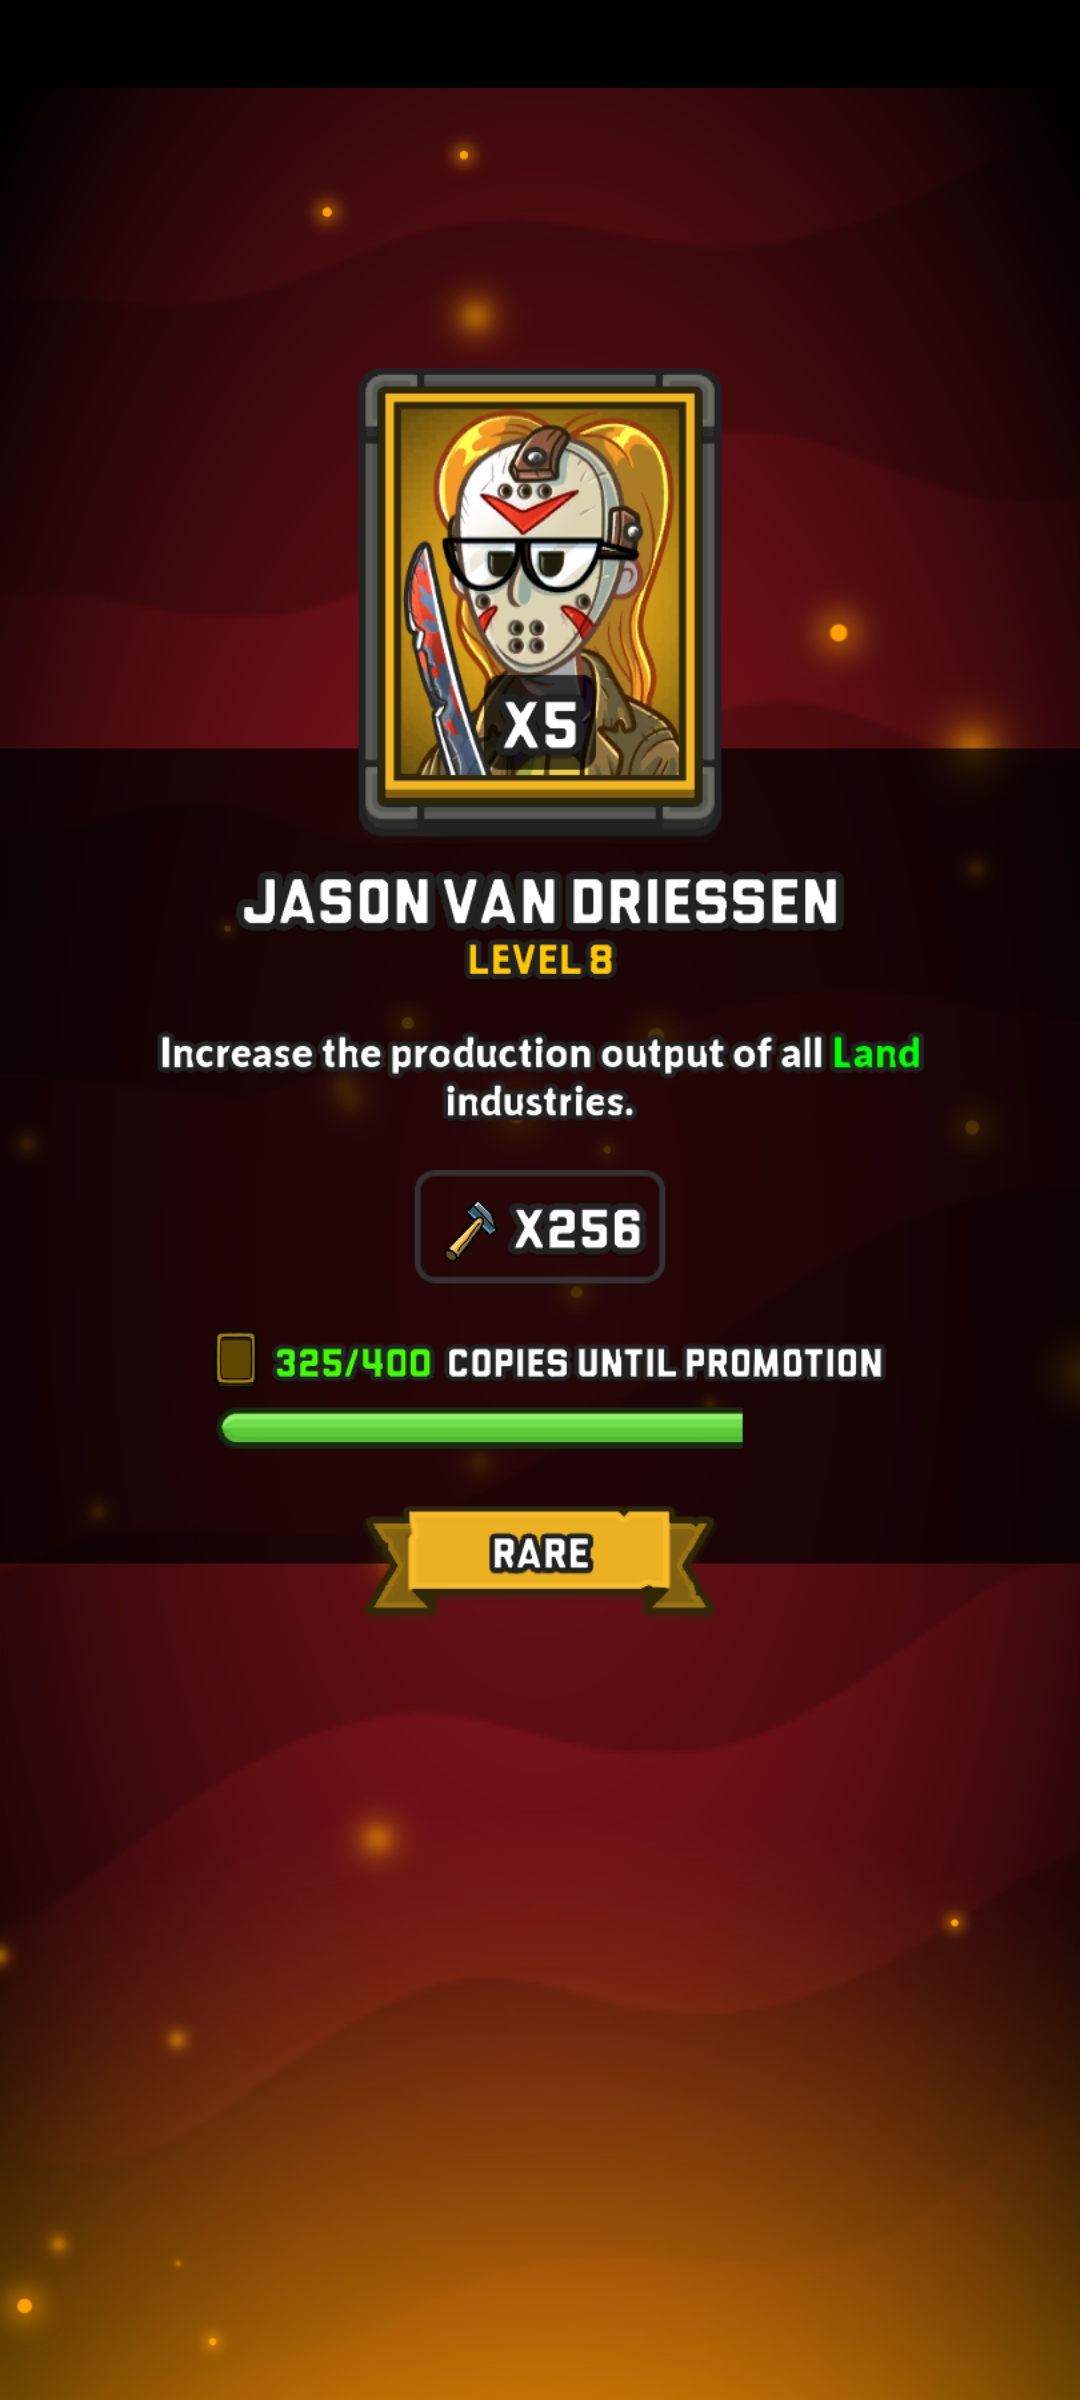 X5
JASON VAN DRIESSEN
LEVEL 8
Increase the production output of all Land
industries.
X256
325/400 COPIES UNTIL PROMOTION
RARE